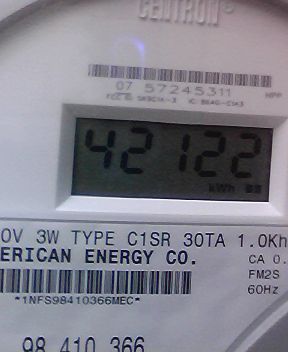 CENTRON®
07 57245311
42122
kWh
0V 3W TYPE C1SR 30TA 1.0Kh
ERICAN ENERGY CO.
CA 0.
FM2S
*1NFS98410366MEC*
60Hz
98 410 366